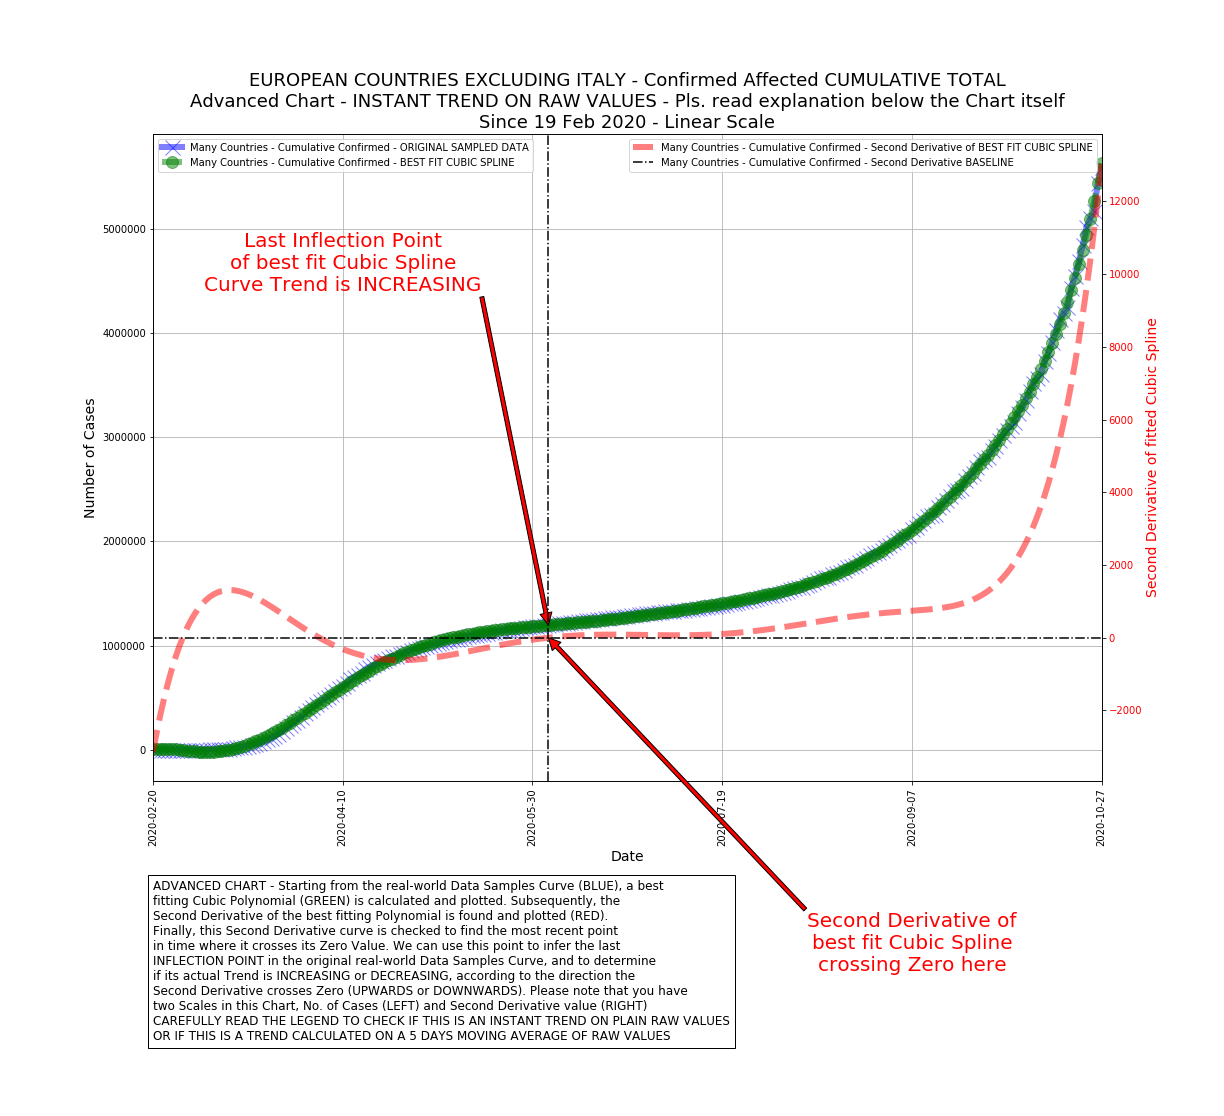 EUROPEAN COUNTRIES EXCLUDING ITALY - Confirmed Affected CUMULATIVE TOTAL
Advanced Chart - INSTANT TREND ON RAW VALUES - Pls. read explanation below the Chart itself
Since 19 Feb 2020 - Linear Scale
Many Countries - Cumulative Confirmed - ORIGINAL SAMPLED DATA
Many Countries - Cumulative Confirmed - BEST FIT CUBIC SPLINE
Many Countries - Cumulative Confirmed - Second Derivative of BEST FIT CUBIC SPLINE
Many Countries - Cumulative Confirmed - Second Derivative BASELINE
Last Inflection Point
of best fit Cubic Spline
Curve Trend is INCREASING
Number of Cases
5000000
4000000
3000000
2000000
1000000
0
12000
10000
8000
6000
4000
2000
0
−2000
Second Derivative of fitted Cubic Spline
2020-02-20
2020-04-10
2020-05-30
2020-07-19
2020-09-07
2020-10-27
Date
ADVANCED CHART - Starting from the real-world Data Samples Curve (BLUE), a best
fitting Cubic Polynomial (GREEN) is calculated and plotted. Subsequently, the
Second Derivative of the best fitting Polynomial is found and plotted (RED).
Finally, this Second Derivative curve is checked to find the most recent point
in time where it crosses its Zero Value. We can use this point to infer the last
INFLECTION POINT in the original real-world Data Samples Curve, and to determine
if its actual Trend is INCREASING or DECREASING, according to the direction the
Second Derivative crosses Zero (UPWARDS or DOWNWARDS). Please note that you have
two Scales in this Chart, No. of Cases (LEFT) and Second Derivative value (RIGHT)
CAREFULLY READ THE LEGEND TO CHECK IF THIS IS AN INSTANT TREND ON PLAIN RAW VALUES
OR IF THIS IS A TREND CALCULATED ON A 5 DAYS MOVING AVERAGE OF RAW VALUES
Second Derivative of
best fit Cubic Spline
crossing Zero here